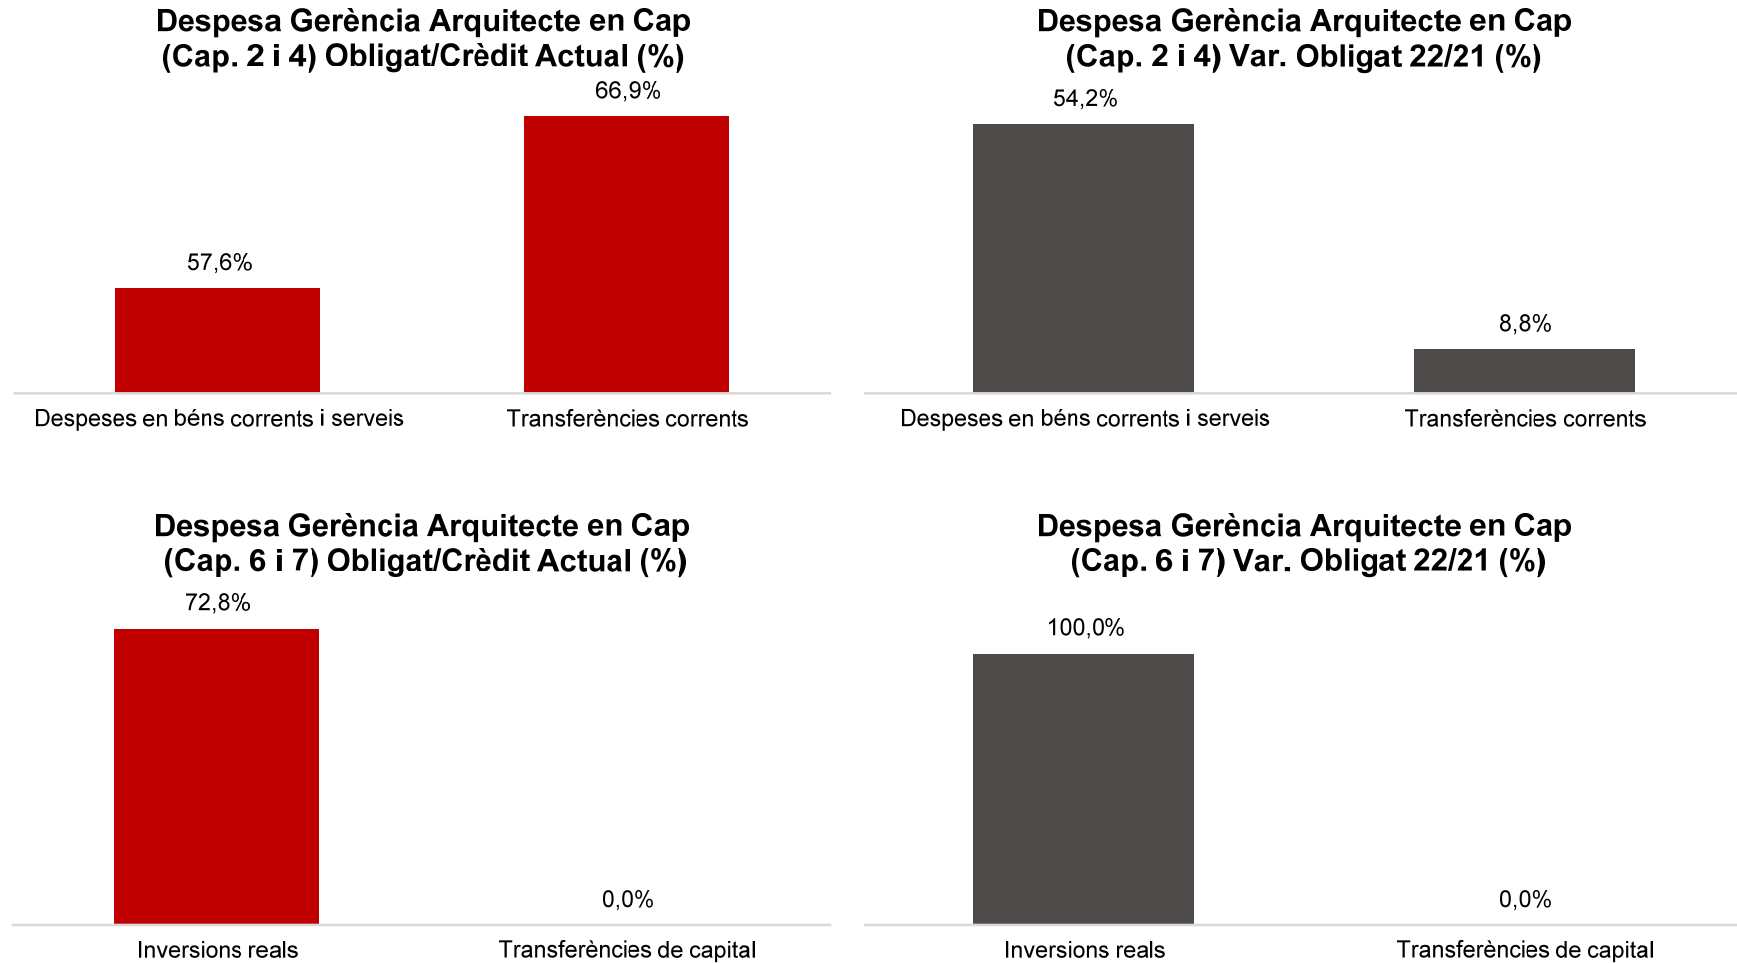 Despesa Gerència Arquitecte en Cap
(Cap. 2 i 4) Obligat/Crèdit Actual (%)
66,9%
57,6%
Despeses en béns corrents i serveis
Transferències corrents
Despesa Gerència Arquitecte en Cap
(Cap. 2 i 4) Var. Obligat 22/21 (%)
54,2%
8,8%
Despeses en béns corrents i serveis
Transferències corrents
Despesa Gerència Arquitecte en Cap
(Cap. 6 i 7) Obligat/Crèdit Actual (%)
72,8%
0,0%
Inversions reals
Transferències de capital
Despesa Gerència Arquitecte en Cap
(Cap. 6 i 7) Var. Obligat 22/21 (%)
100,0%
0,0%
Inversions reals
Transferències de capital